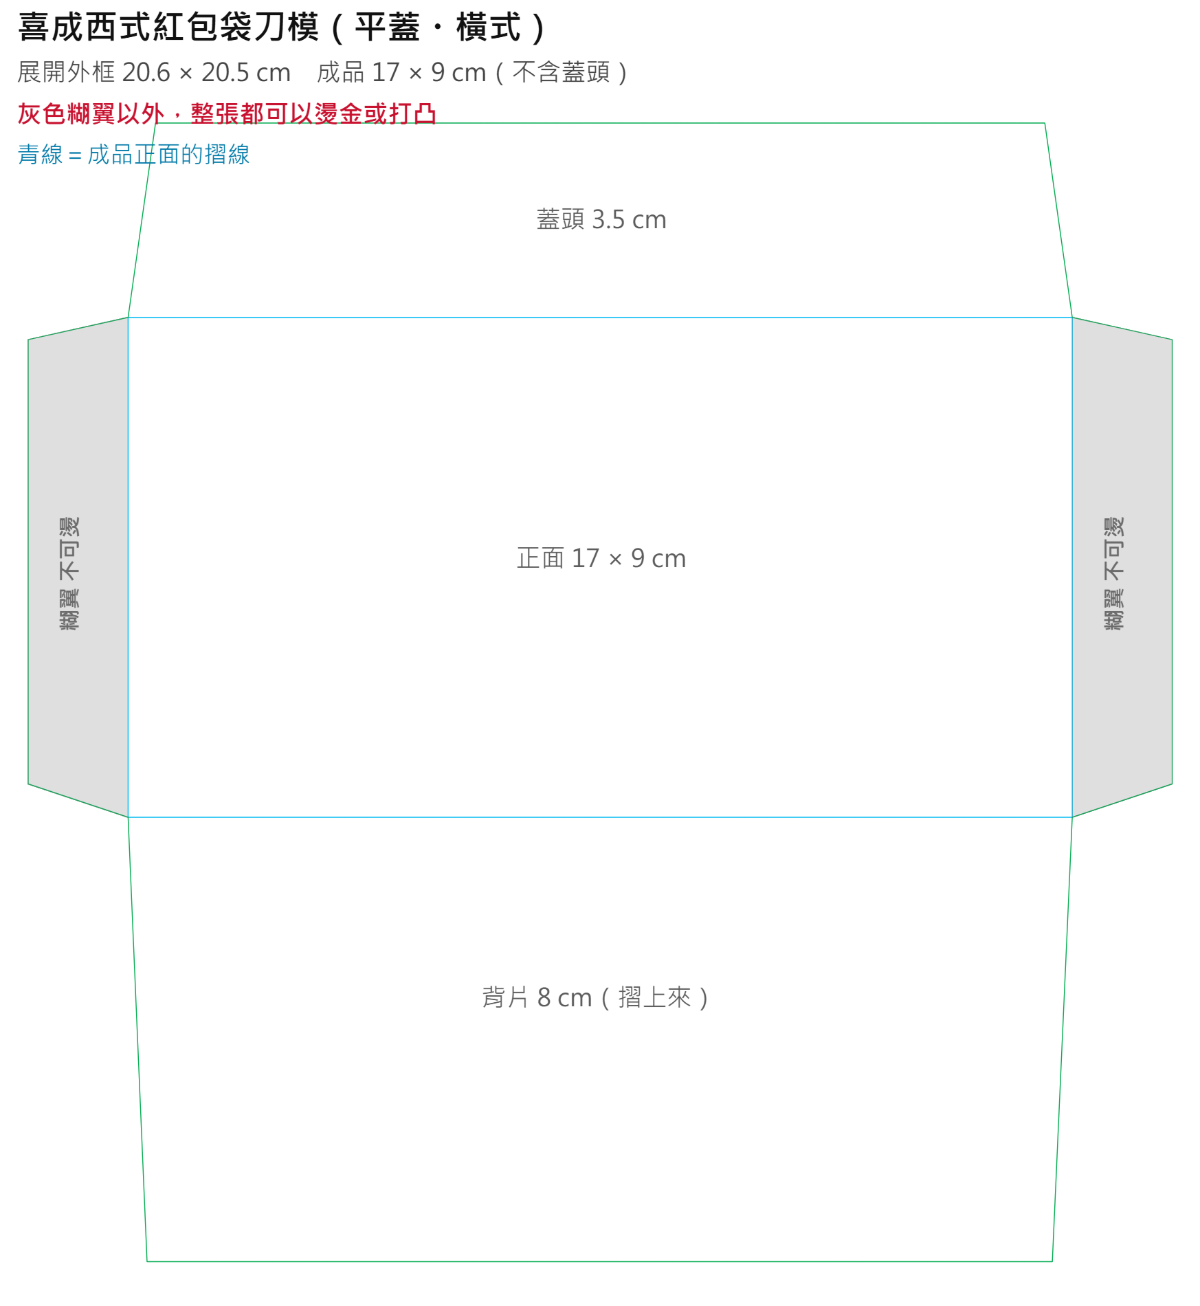 喜成西式紅包袋刀模（平蓋・橫式）
展開外框 20.6 × 20.5 cm　成品 17 × 9 cm（不含蓋頭）
灰色糊翼以外，整張都可以燙金或打凸
青線 = 成品正面的摺線
蓋頭 3.5 cm
糊翼 不可燙
正面 17 × 9 cm
糊翼 不可燙
背片 8 cm（摺上來）